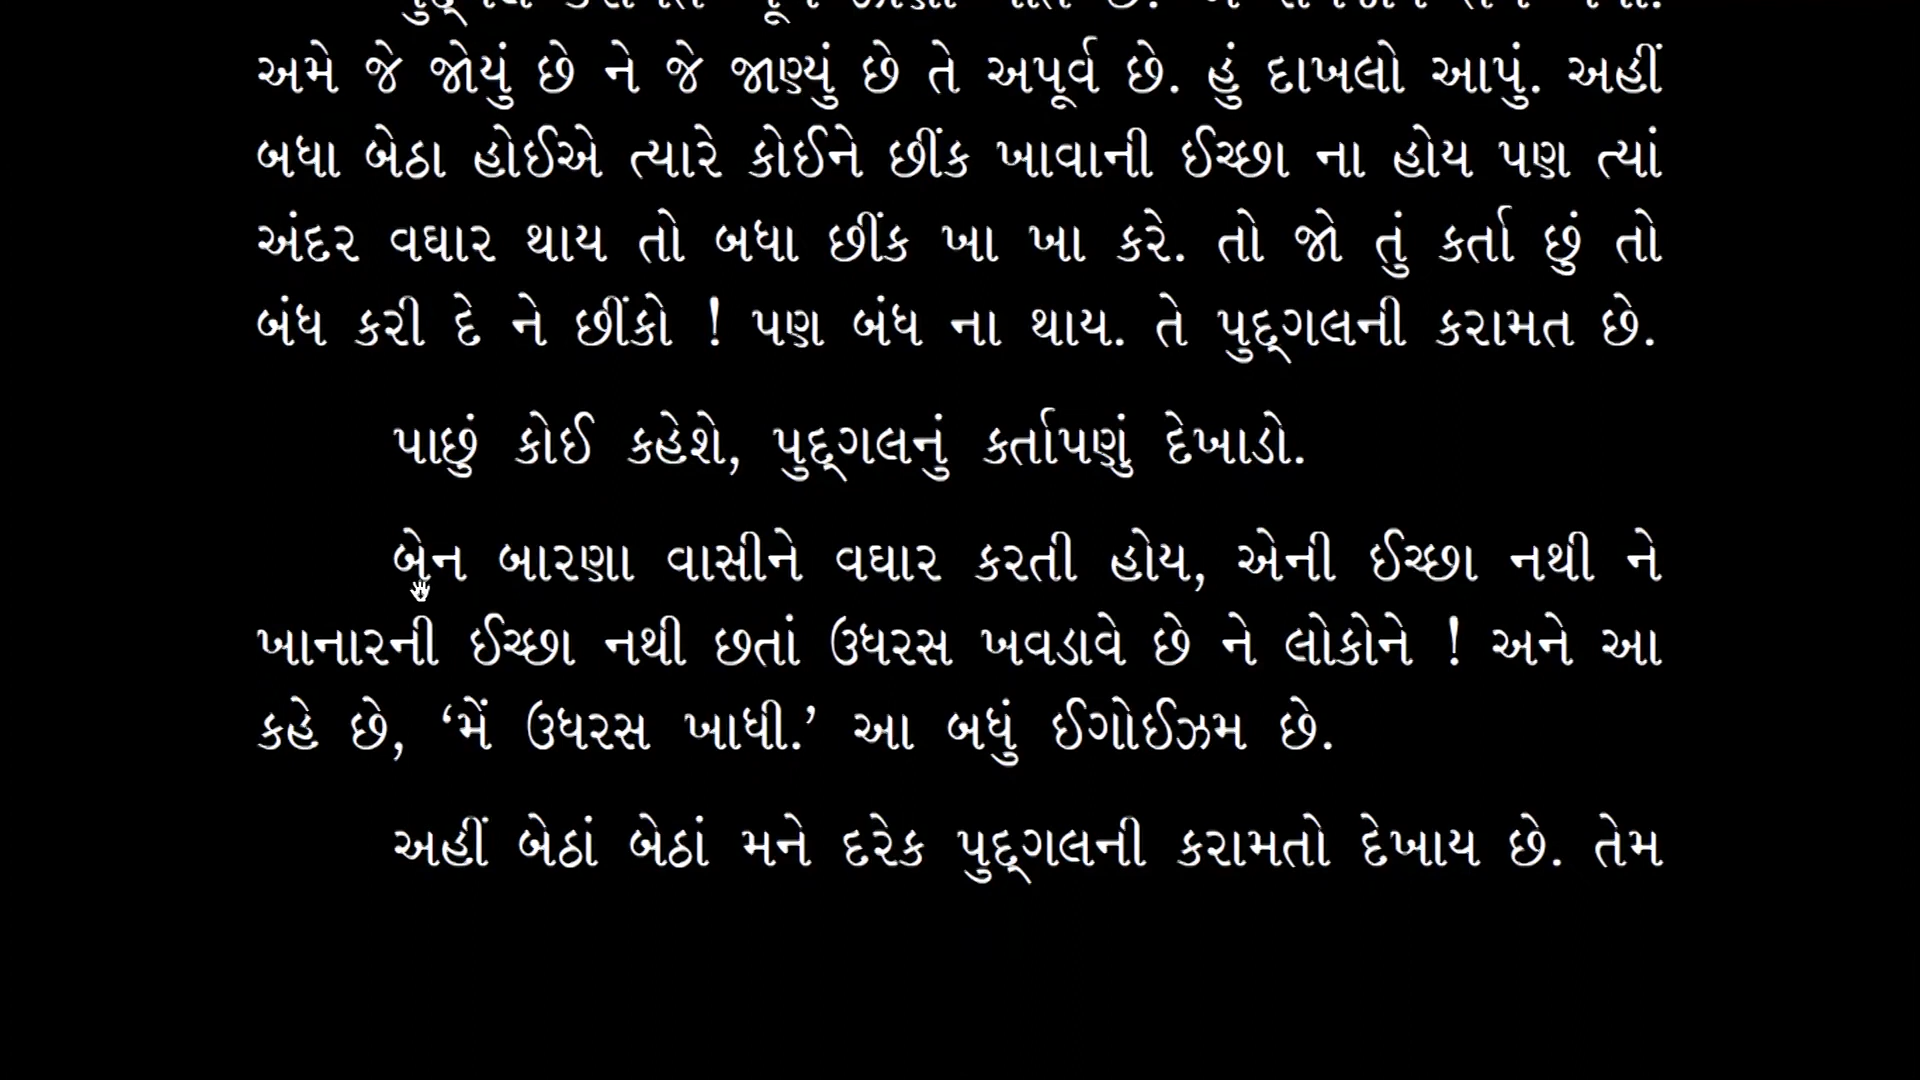 અમે જે જોયું છે ને જે જાણ્યું છે તે અપૂર્વ છે. હું દાખલો આપું. અહીં
બધા બેઠા હોઈએ ત્યારે કોઈને છીંક ખાવાની ઈચ્છા ના હોય પણ ત્યાં
અંદર વઘાર થાય તો બધા છીંક ખા ખા કરે. તો જો તું કર્તા છું તો
બંધ કરી દે ને છીંકો ! પણ બંધ ના થાય. તે પુદ્ગલની કરામત છે.
પાછું કોઈ કહેશે, પુદ્ગલનું કર્તાપણું દેખાડો.
બેન બારણા વાસીને વઘાર કરતી હોય, એની ઈચ્છા નથી ને
ખાનારની ઈચ્છા નથી છતાં ઉધરસ ખવડાવે છે ને લોકોને ! અને આ
કહે છે, ‘મેં ઉધરસ ખાધી.’ આ બધું ઈગોઈઝમ છે.
અહીં બેઠાં બેઠાં મને દરેક પુદ્ગલની કરામતો દેખાય છે. તેમ